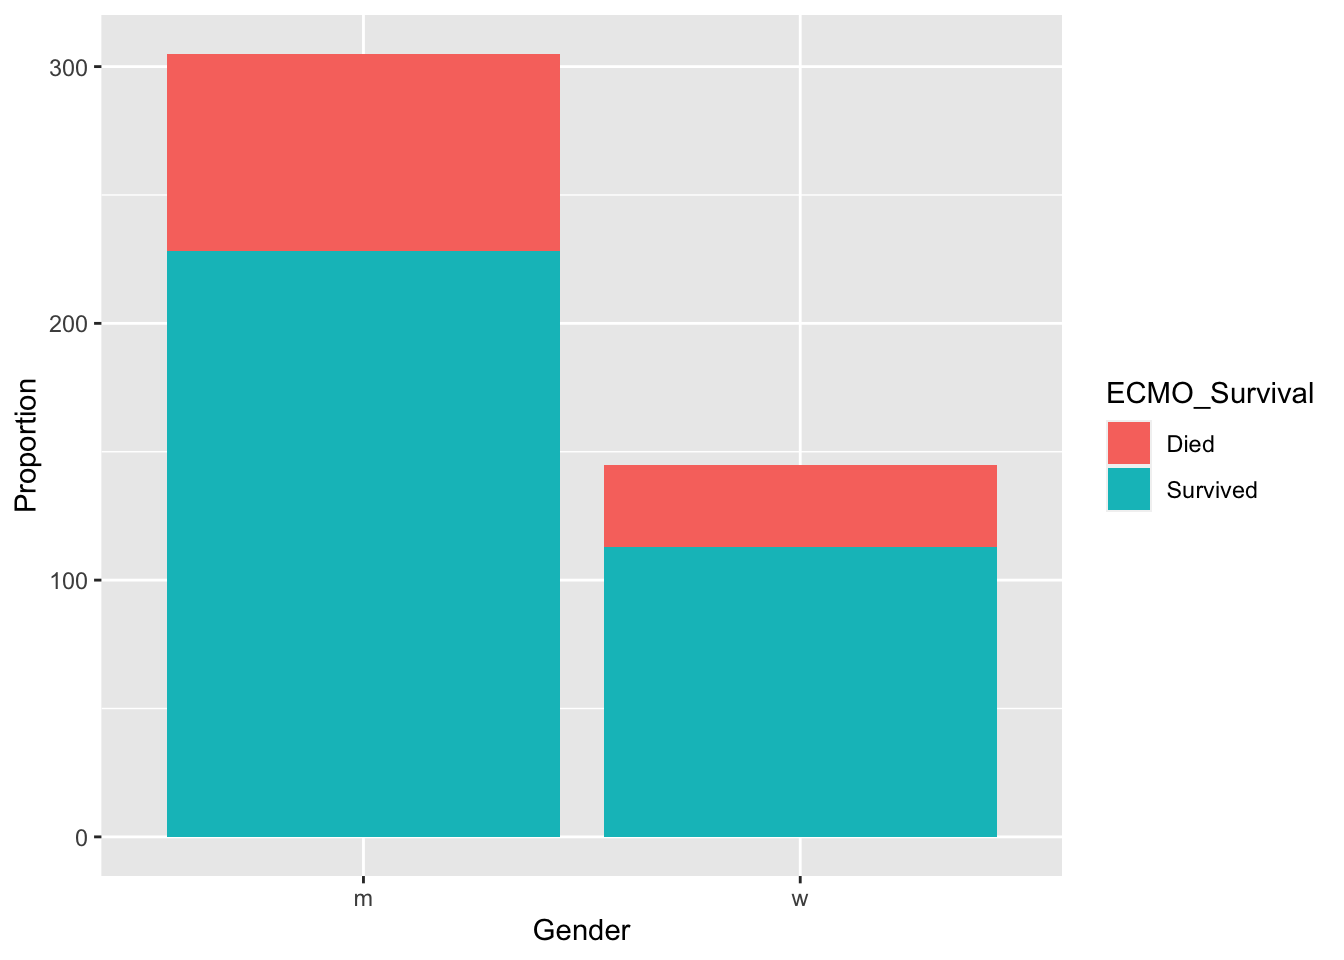 300
200
100
0
Proportion
m
w
Gender
ECMO_Survival
Died
Survived